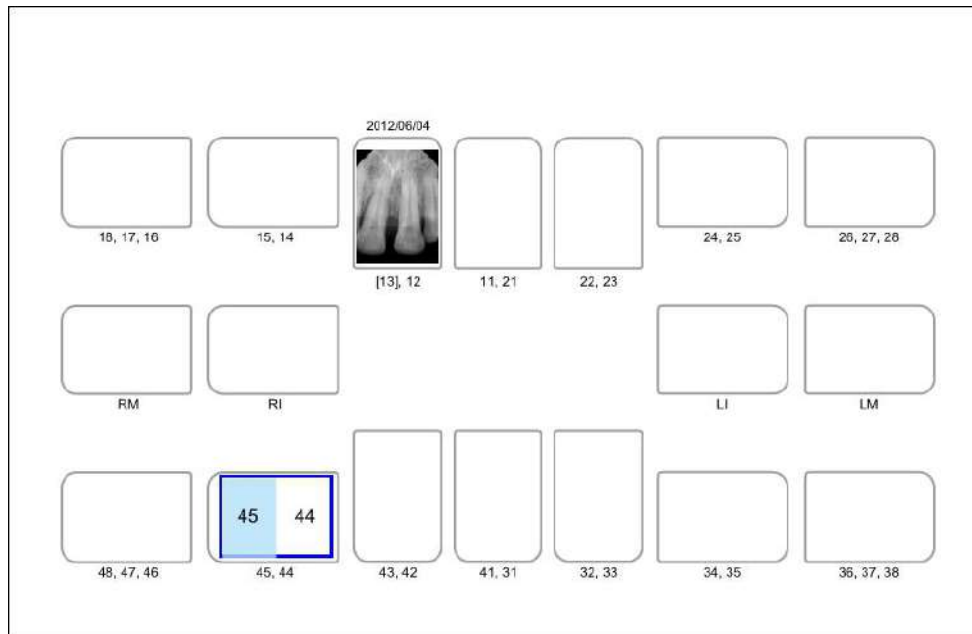 2012/06/04
18, 17, 16
15, 14
[13], 12
11, 21
22, 23
24, 25
26, 27, 28
RM
RI
LI
LM
45
44
48, 47, 46
45, 44
43, 42
41, 31
32, 33
34, 35
36, 37, 38